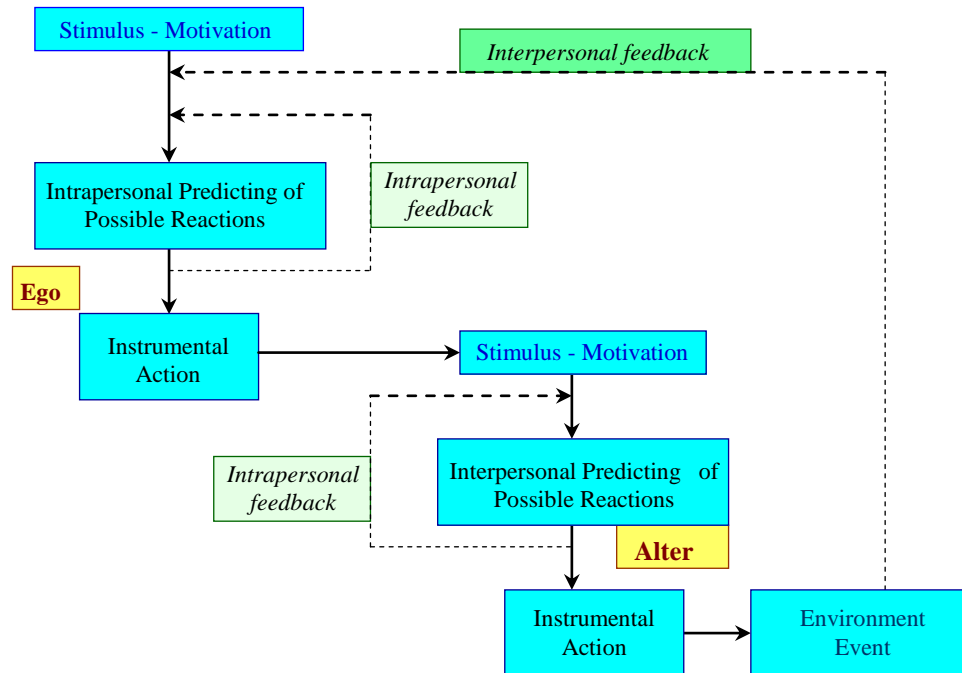 Stimulus - Motivation
Interpersonal feedback
Intrapersonal Predicting of
Possible Reactions
Intrapersonal
feedback
Ego
Instrumental
Action
Stimulus - Motivation
Intrapersonal
feedback
Interpersonal Predicting of
Possible Reactions
Alter
Instrumental
Action
Environment
Event